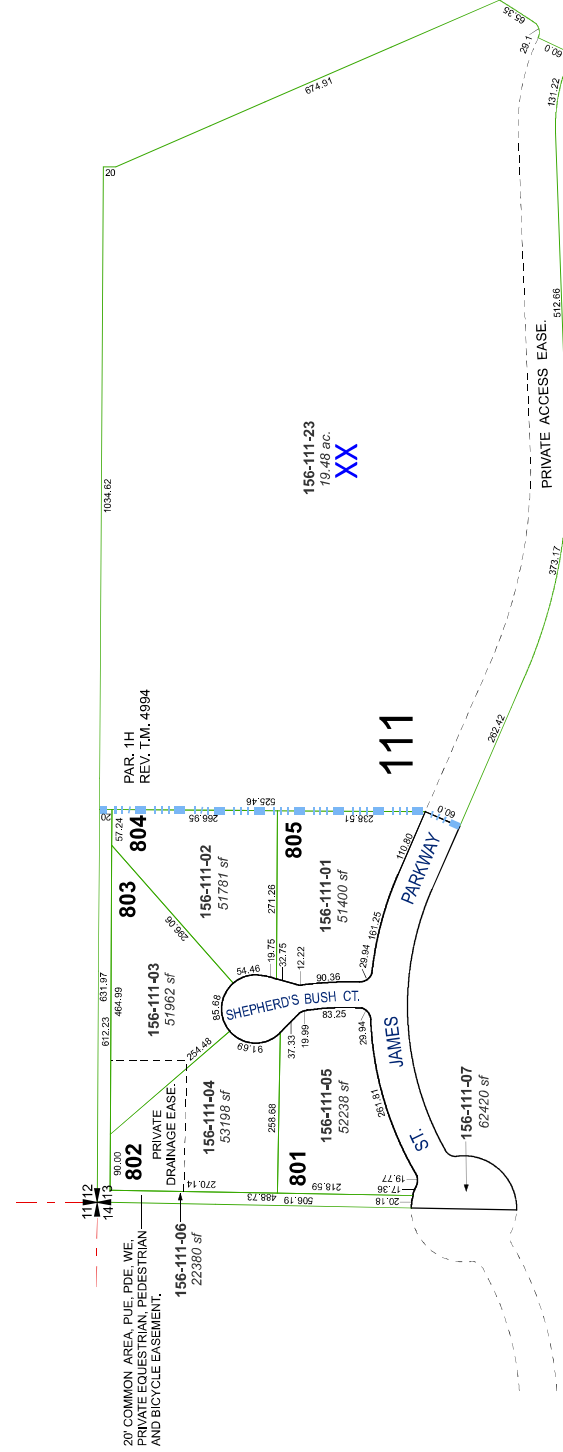 65.35
29.1
60.0
674.91
131.22
20
512.66
PRIVATE ACCESS EASE.
156-111-23
19.48 ac.
XX
1034.62
373.17
262.42
PAR. 1H
REV. T.M. 4994
111
20
57.24
804
266.95
525.46
238.51
60.0
803
805
110.80
PARKWAY
156-111-02
51781 sf
271.26
156-111-01
51400 sf
296.06
161.25
631.97
464.99
612.23
156-111-03
51962 sf
54.46
19.75
32.75
12.22
90.36
29.94
85.68
SHEPHERD'S BUSH CT.
83.25
91.69
37.33
19.99
29.94
JAMES
254.48
PRIVATE
DRAINAGE EASE.
156-111-04
53198 sf
258.68
156-111-05
52238 sf
261.81
ST.
156-111-07
62420 sf
90.00
802
270.14
801
218.59
19.77
17.36
20.18
488.73
506.19
11 12
14 13
156-111-06
22380 sf
20' COMMON AREA, PUE, PDE, WE,
PRIVATE EQUESTRIAN, PEDESTRIAN
AND BICYCLE EASEMENT.